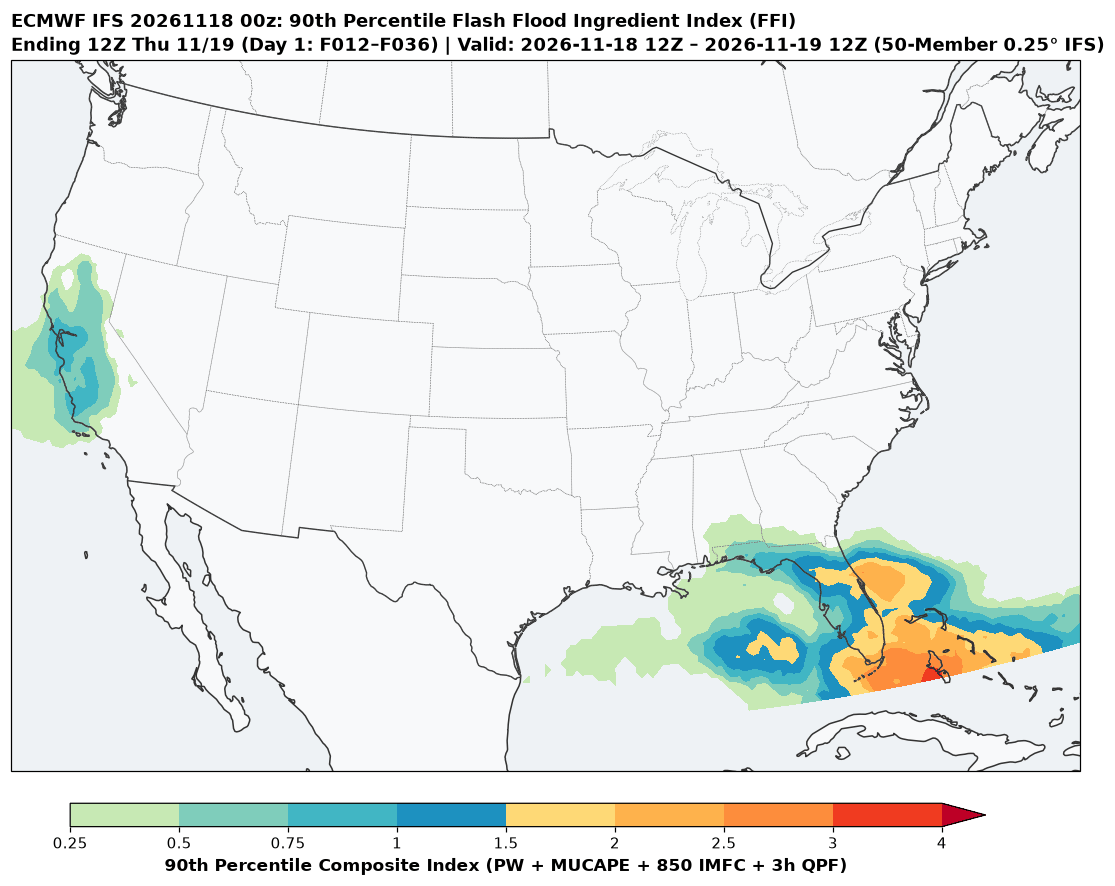 ECMWF IFS 20261118 00z: 90th Percentile Flash Flood Ingredient Index (FFI)
Ending 12Z Thu 11/19 (Day 1: F012–F036) | Valid: 2026-11-18 12Z – 2026-11-19 12Z (50-Member 0.25° IFS)
0.25 0.5 0.75 1 1.5 2 2.5 3 4
90th Percentile Composite Index (PW + MUCAPE + 850 IMFC + 3h QPF)